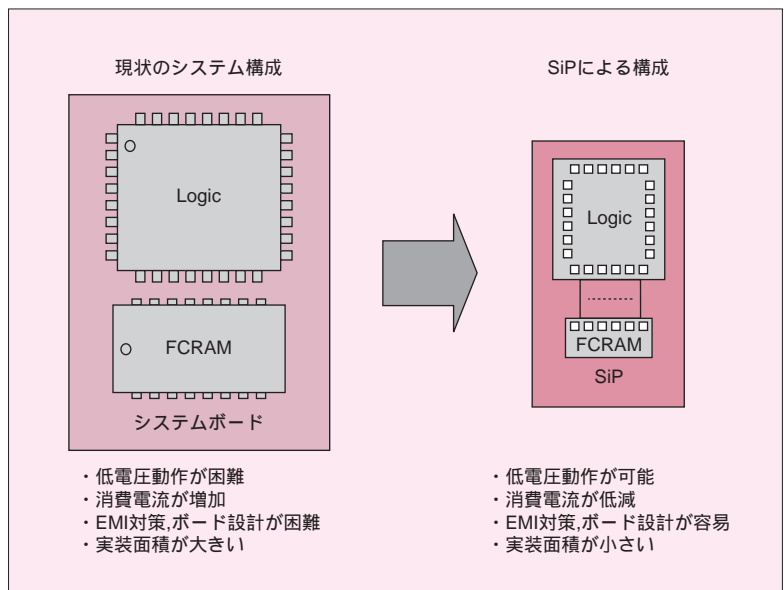 現状のシステム構成
Logic
FCRAM
システムボード
・低電圧動作が困難
・消費電流が増加
・EMI対策,ボード設計が困難
・実装面積が大きい
SiPによる構成
Logic
FCRAM
SiP
・低電圧動作が可能
・消費電流が低減
・EMI対策,ボード設計が容易
・実装面積が小さい